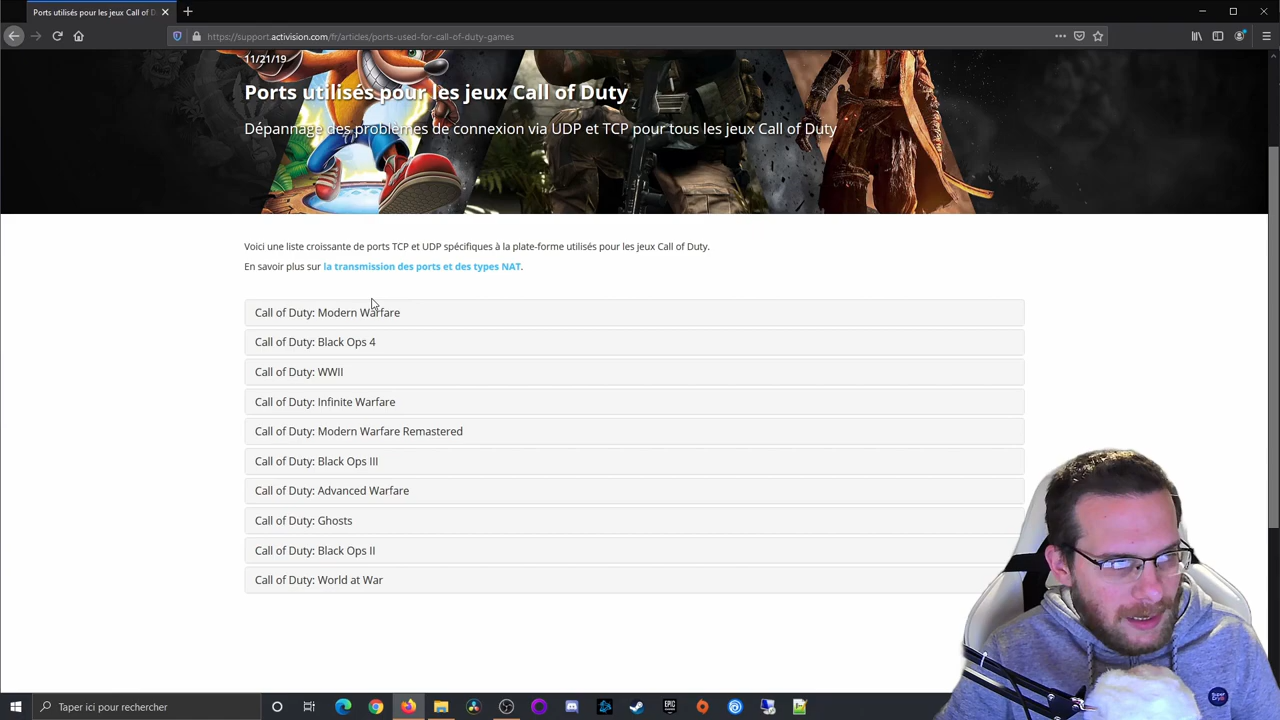 Ports utilisés pour les jeux Call of D
https://support.activision.com/fr/articles/ports-used-for-call-of-duty-games
11/21/19
Ports utilisés pour les jeux Call of Duty
Dépannage des problèmes de connexion via UDP et TCP pour tous les jeux Call of Duty
Voici une liste croissante de ports TCP et UDP spécifiques à la plate-forme utilisés pour les jeux Call of Duty.
En savoir plus sur la transmission des ports et des types NAT.
Call of Duty: Modern Warfare
Call of Duty: Black Ops 4
Call of Duty: WWII
Call of Duty: Infinite Warfare
Call of Duty: Modern Warfare Remastered
Call of Duty: Black Ops III
Call of Duty: Advanced Warfare
Call of Duty: Ghosts
Call of Duty: Black Ops II
Call of Duty: World at War
Taper ici pour rechercher
EPIC